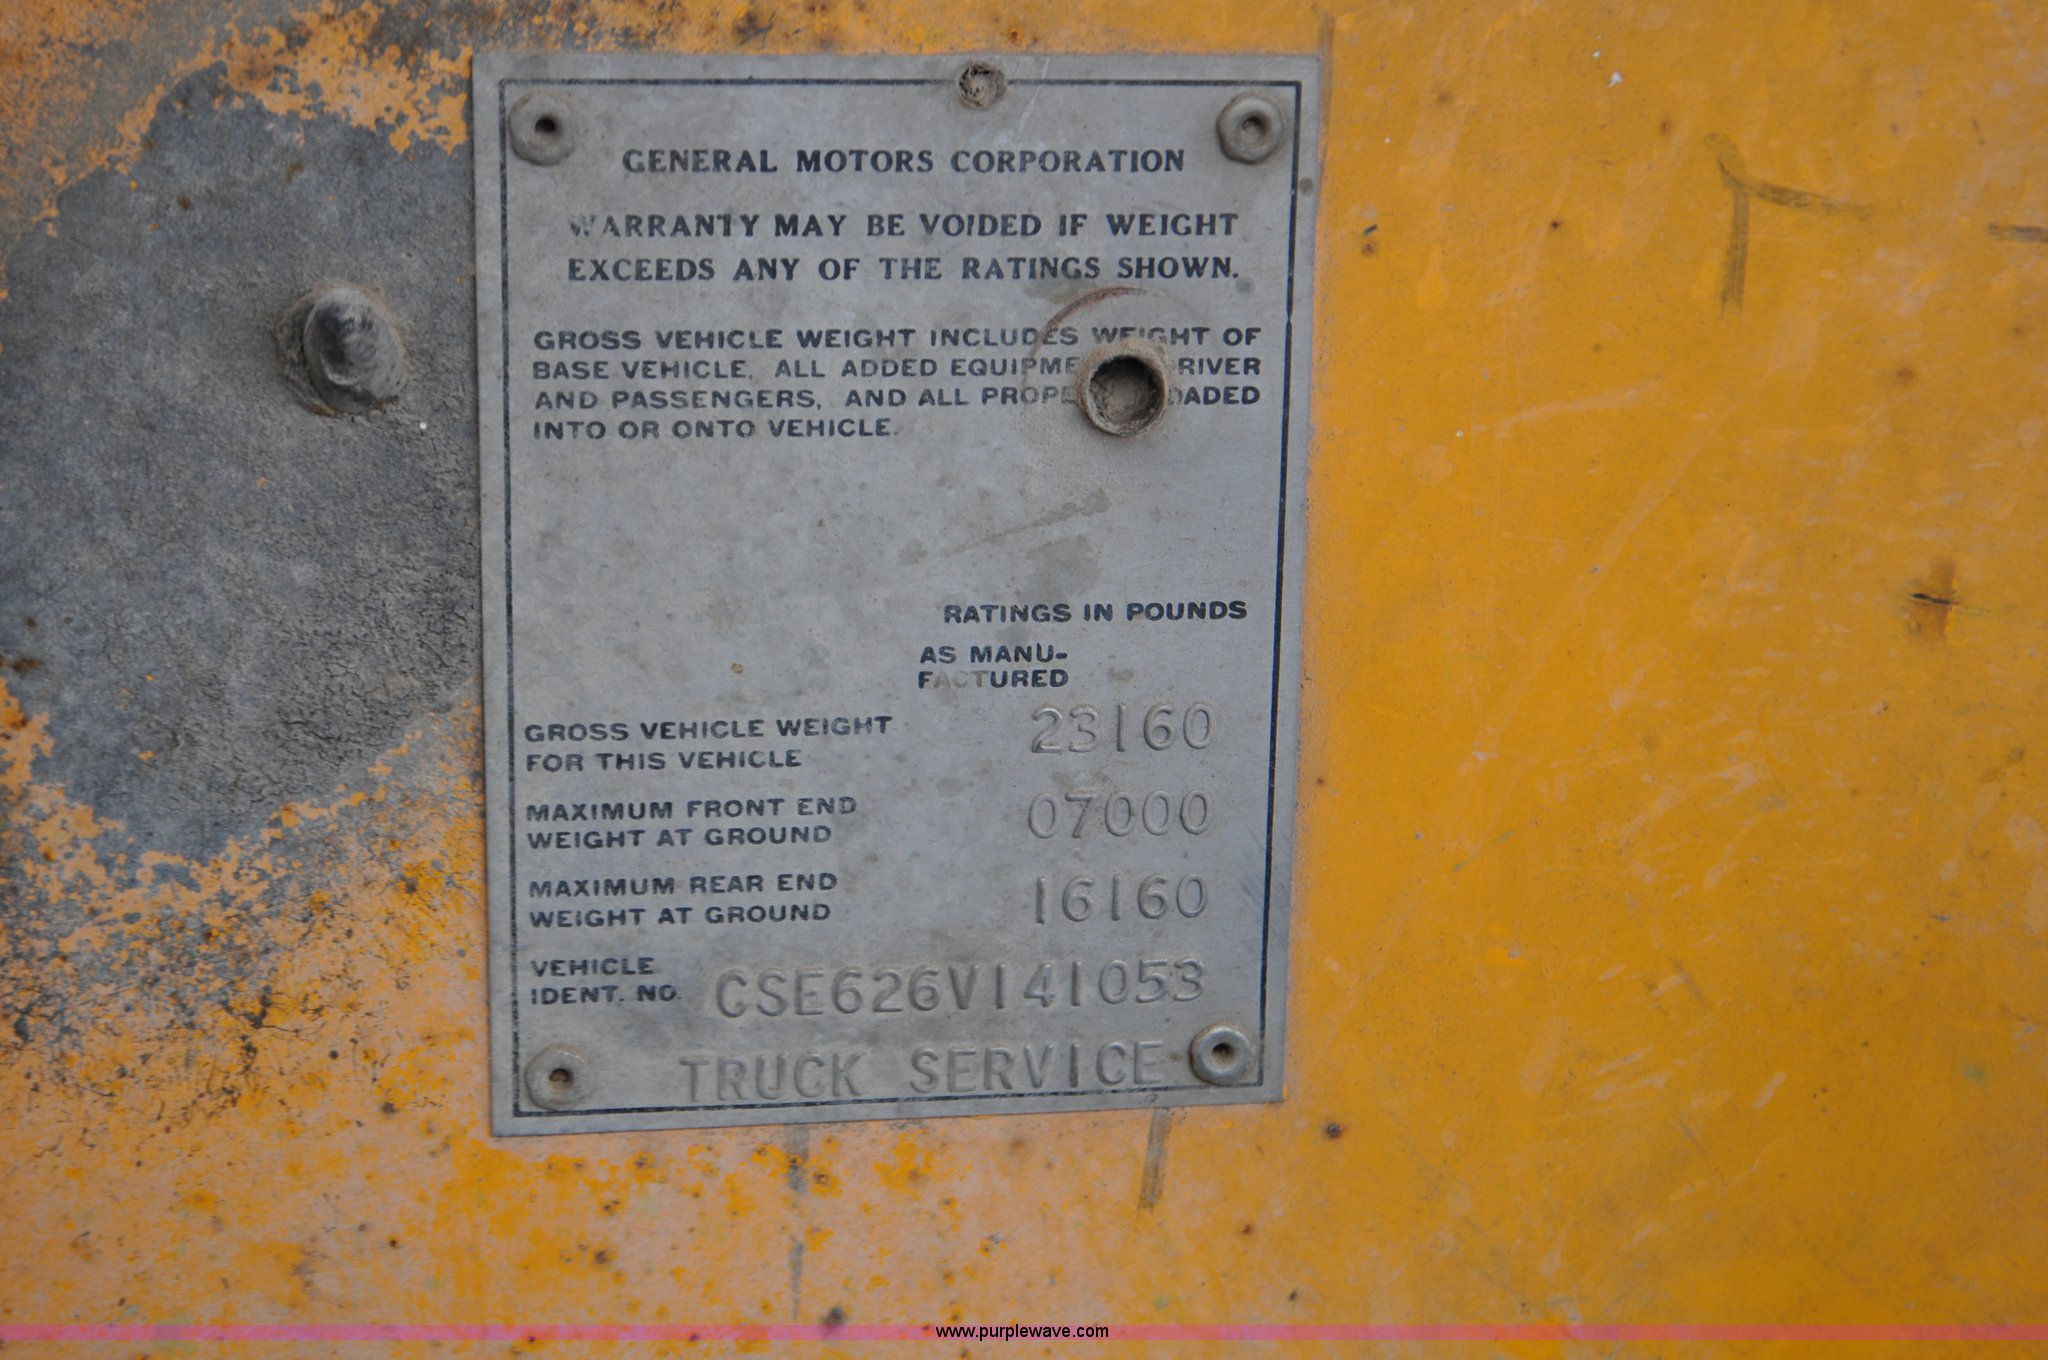 GENERAL MOTORS CORPORATION
WARRANTY MAY BE VOIDED IF WEIGHT
EXCEEDS ANY OF THE RATINGS SHOWN.
GROSS VEHICLE WEIGHT INCLUDES WEIGHT OF
BASE VEHICLE, ALL ADDED EQUIPME RIVER
AND PASSENGERS, AND ALL PROPE OADED
INTO OR ONTO VEHICLE.
RATINGS IN POUNDS
AS MANU-
FACTURED
GROSS VEHICLE WEIGHT
FOR THIS VEHICLE 23160
MAXIMUM FRONT END
WEIGHT AT GROUND 07000
MAXIMUM REAR END
WEIGHT AT GROUND 16160
VEHICLE
IDENT. NO. CSE626V141053
TRUCK SERVICE
www.purplewave.com